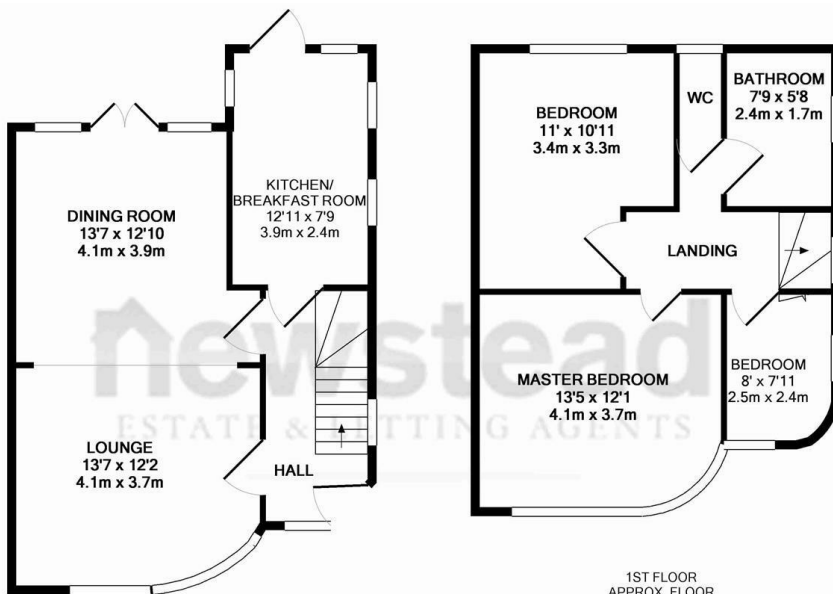 KITCHEN/
BREAKFAST ROOM
12'11 x 7'9
3.9m x 2.4m
DINING ROOM
13'7 x 12'10
4.1m x 3.9m
LOUNGE
13'7 x 12'2
4.1m x 3.7m
HALL
BEDROOM
11' x 10'11
3.4m x 3.3m
WC
BATHROOM
7'9 x 5'8
2.4m x 1.7m
LANDING
MASTER BEDROOM
13'5 x 12'1
4.1m x 3.7m
BEDROOM
8' x 7'11
2.5m x 2.4m
newstead
ESTATE & LETTING AGENTS
1ST FLOOR
APPROX. FLOOR